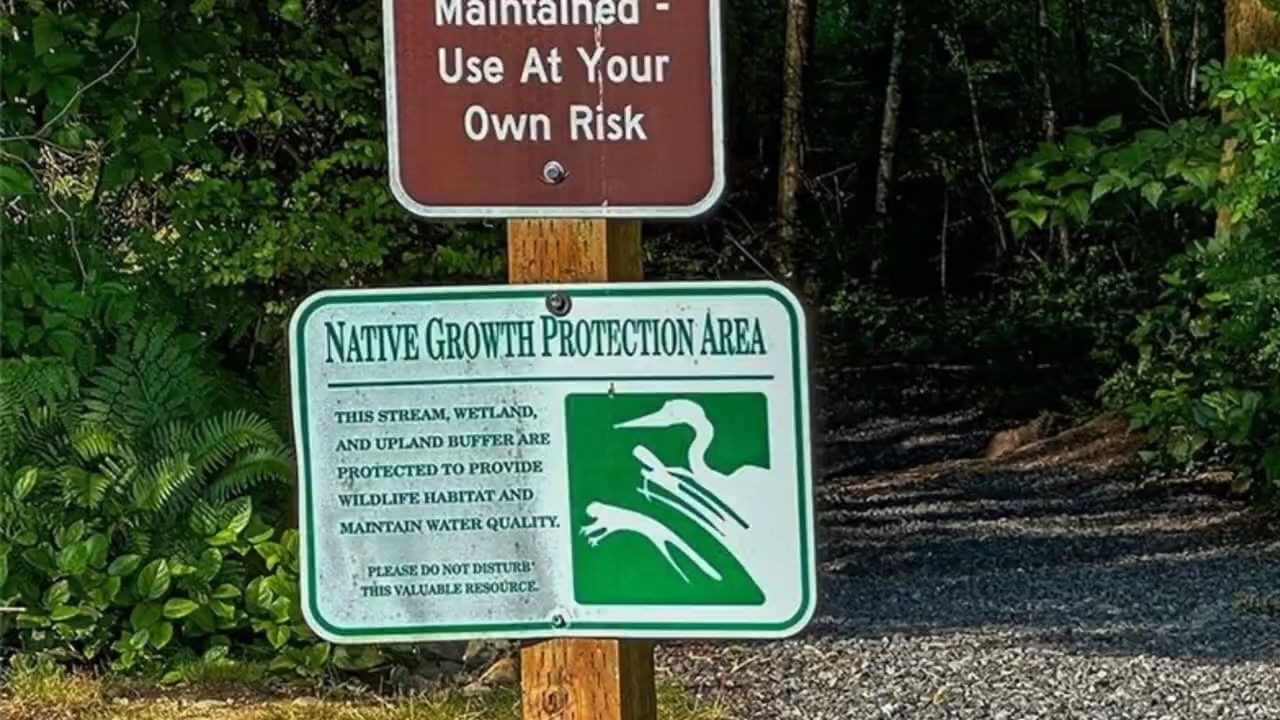 Maintained -
Use At Your
Own Risk
NATIVE GROWTH PROTECTION AREA
THIS STREAM, WETLAND,
AND UPLAND BUFFER ARE
PROTECTED TO PROVIDE
WILDLIFE HABITAT AND
MAINTAIN WATER QUALITY.
PLEASE DO NOT DISTURB
THIS VALUABLE RESOURCE.